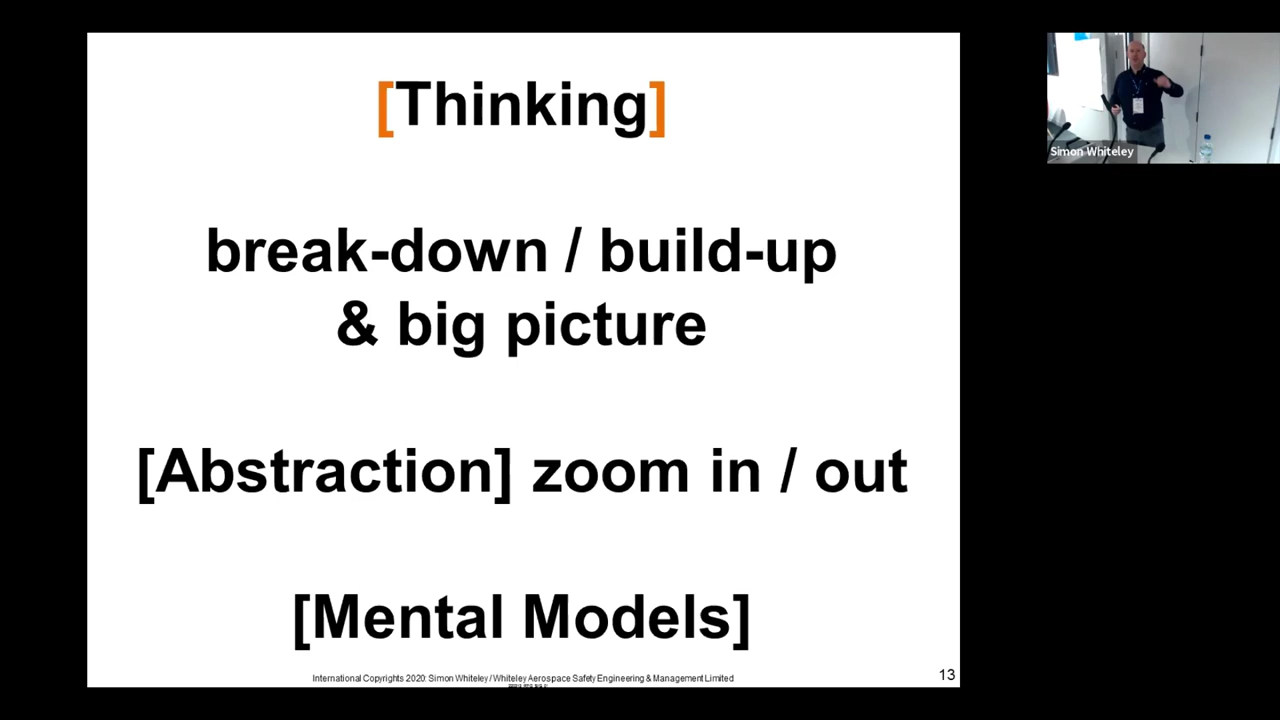 [Thinking]
break-down / build-up
& big picture
[Abstraction] zoom in / out
[Mental Models]
International Copyrights 2020: Simon Whiteley / Whiteley Aerospace Safety Engineering & Management Limited
13
Simon Whiteley